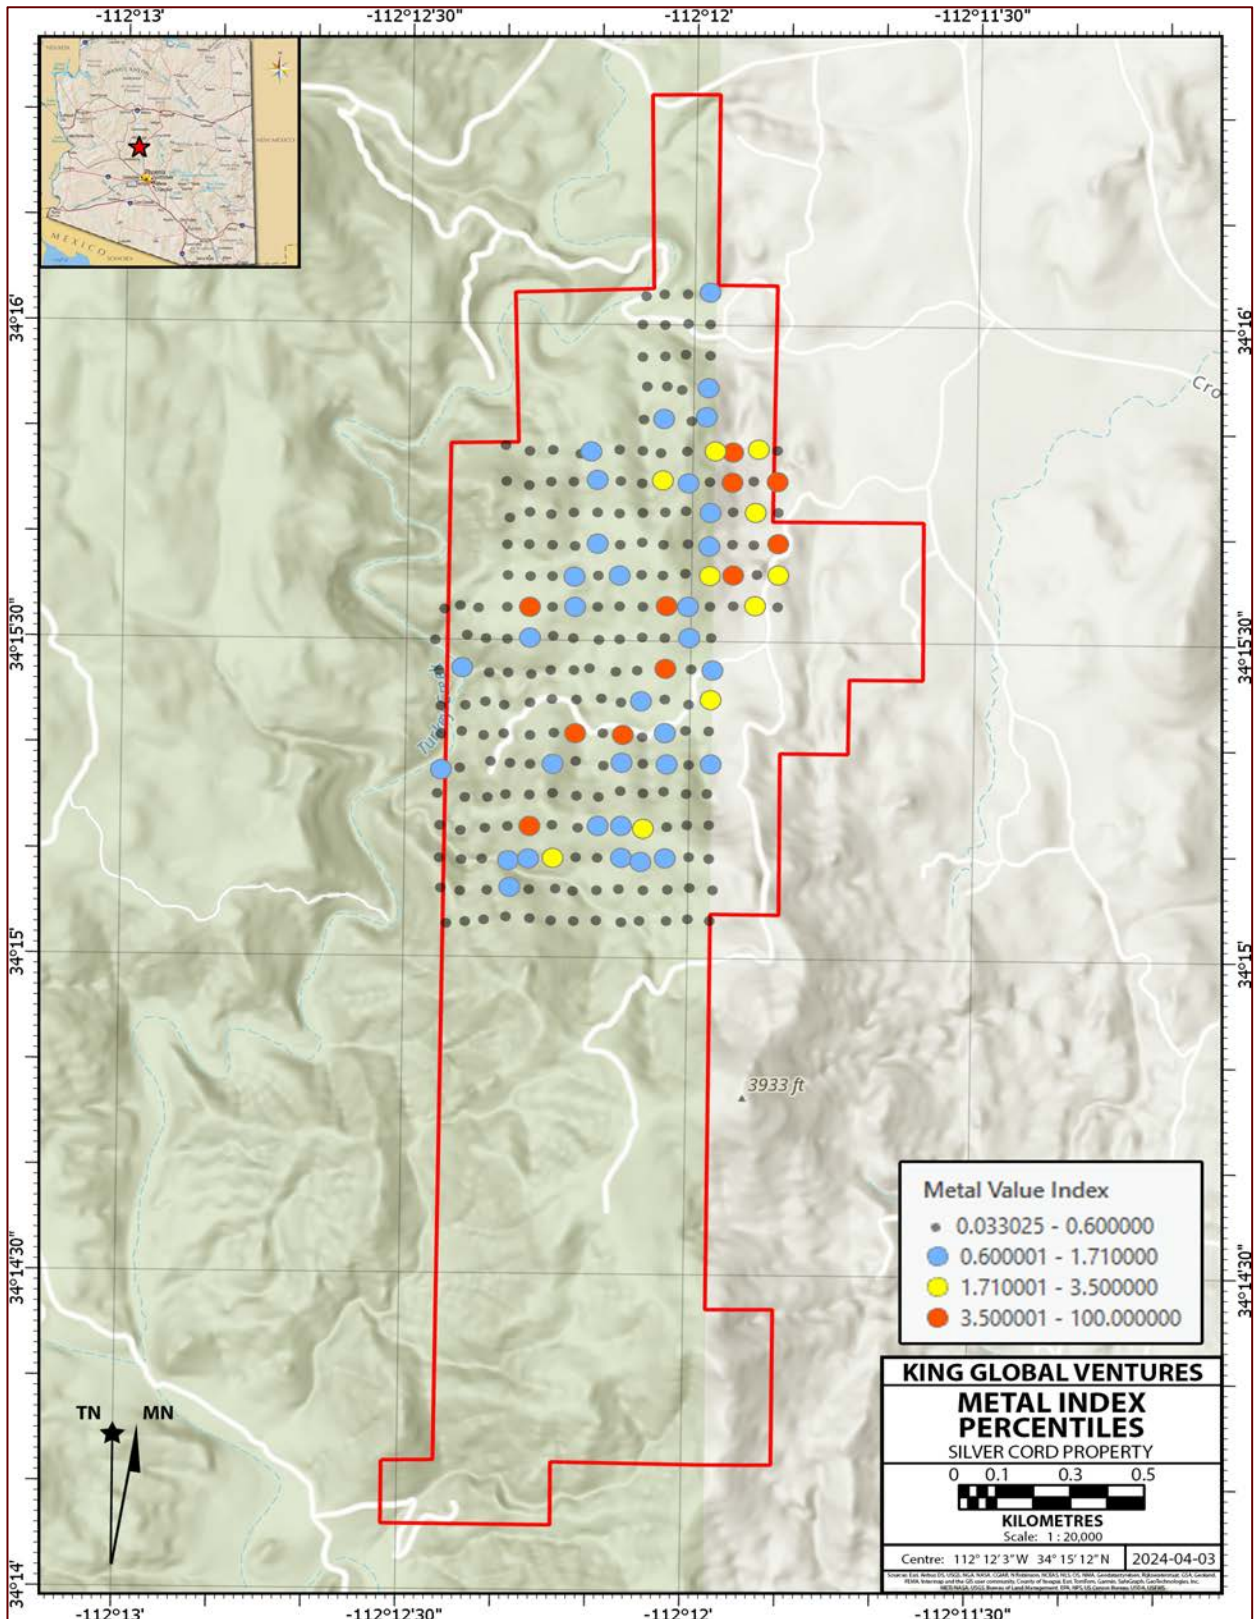 -112°13'
-112°12'30"
-112°12'
-112°11'30"
NEW MEXICO
Phoenix
MEXICO
SONORA
34°16'
34°16'
Cro
34°15'30"
34°15'30"
Turkey Creek
34°15'
34°15'
3933 ft
34°14'30"
34°14'30"
Metal Value Index
0.033025 - 0.600000
0.600001 - 1.710000
1.710001 - 3.500000
3.500001 - 100.000000
TN MN
KING GLOBAL VENTURES
METAL INDEX
PERCENTILES
SILVER CORD PROPERTY
0 0.1 0.3 0.5
KILOMETRES
Scale: 1 : 20,000
Centre: 112° 12' 3" W 34° 15' 12" N
2024-04-03
34°14'
-112°13'
-112°12'30"
-112°12'
-112°11'30"